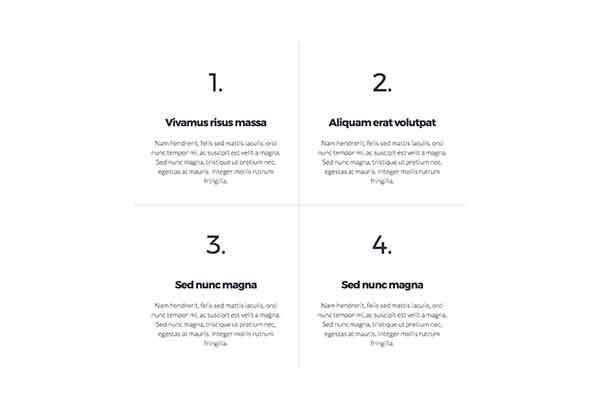 1.
Vivamus risus massa
Nam hendrerit, felis sed mattis iaculis, orci
nunc tempor mi, ac suscipit est velit a magna.
Sed nunc magna, tristique ut pretium nec,
egestas at mauris. Integer mollis rutrum
fringilla.
2.
Aliquam erat volutpat
Nam hendrerit, felis sed mattis iaculis, orci
nunc tempor mi, ac suscipit est velit a magna.
Sed nunc magna, tristique ut pretium nec,
egestas at mauris. Integer mollis rutrum
fringilla.
3.
Sed nunc magna
Nam hendrerit, felis sed mattis iaculis, orci
nunc tempor mi, ac suscipit est velit a magna.
Sed nunc magna, tristique ut pretium nec,
egestas at mauris. Integer mollis rutrum
fringilla.
4.
Sed nunc magna
Nam hendrerit, felis sed mattis iaculis, orci
nunc tempor mi, ac suscipit est velit a magna.
Sed nunc magna, tristique ut pretium nec,
egestas at mauris. Integer mollis rutrum
fringilla.